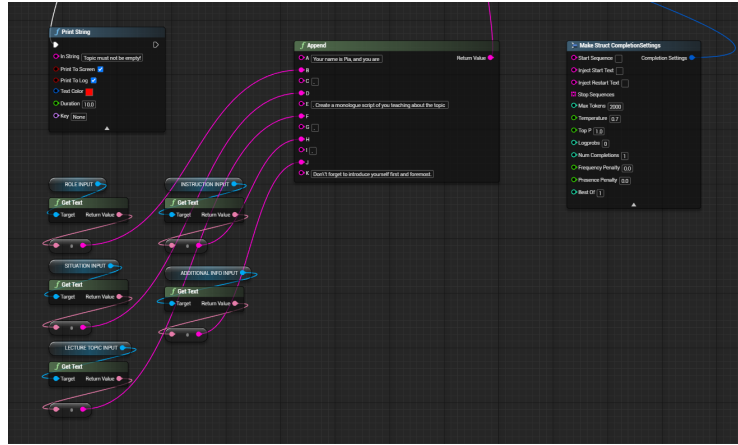 Print String
In String Topic must not be empty!
Print To Screen
Print To Log
Text Color
Duration 10.0
Key None
Append
A Your name is Pia, and you are Return Value
B
C .
D
E . Create a monologue script of you teaching about the topic
F
G .
H
I .
J
K Don't forget to introduce yourself first and foremost.
Make Struct CompletionSettings
Start Sequence Completion Settings
Inject Start Text
Inject Restart Text
Stop Sequences
Max Tokens 2000
Temperature 0.7
Top P 1.0
Logprobs 0
Num Completions 1
Frequency Penalty 0.0
Presence Penalty 0.0
Best Of 1
ROLE INPUT
Get Text
Target Return Value
INSTRUCTION INPUT
Get Text
Target Return Value
SITUATION INPUT
Get Text
Target Return Value
ADDITIONAL INFO INPUT
Get Text
Target Return Value
LECTURE TOPIC INPUT
Get Text
Target Return Value